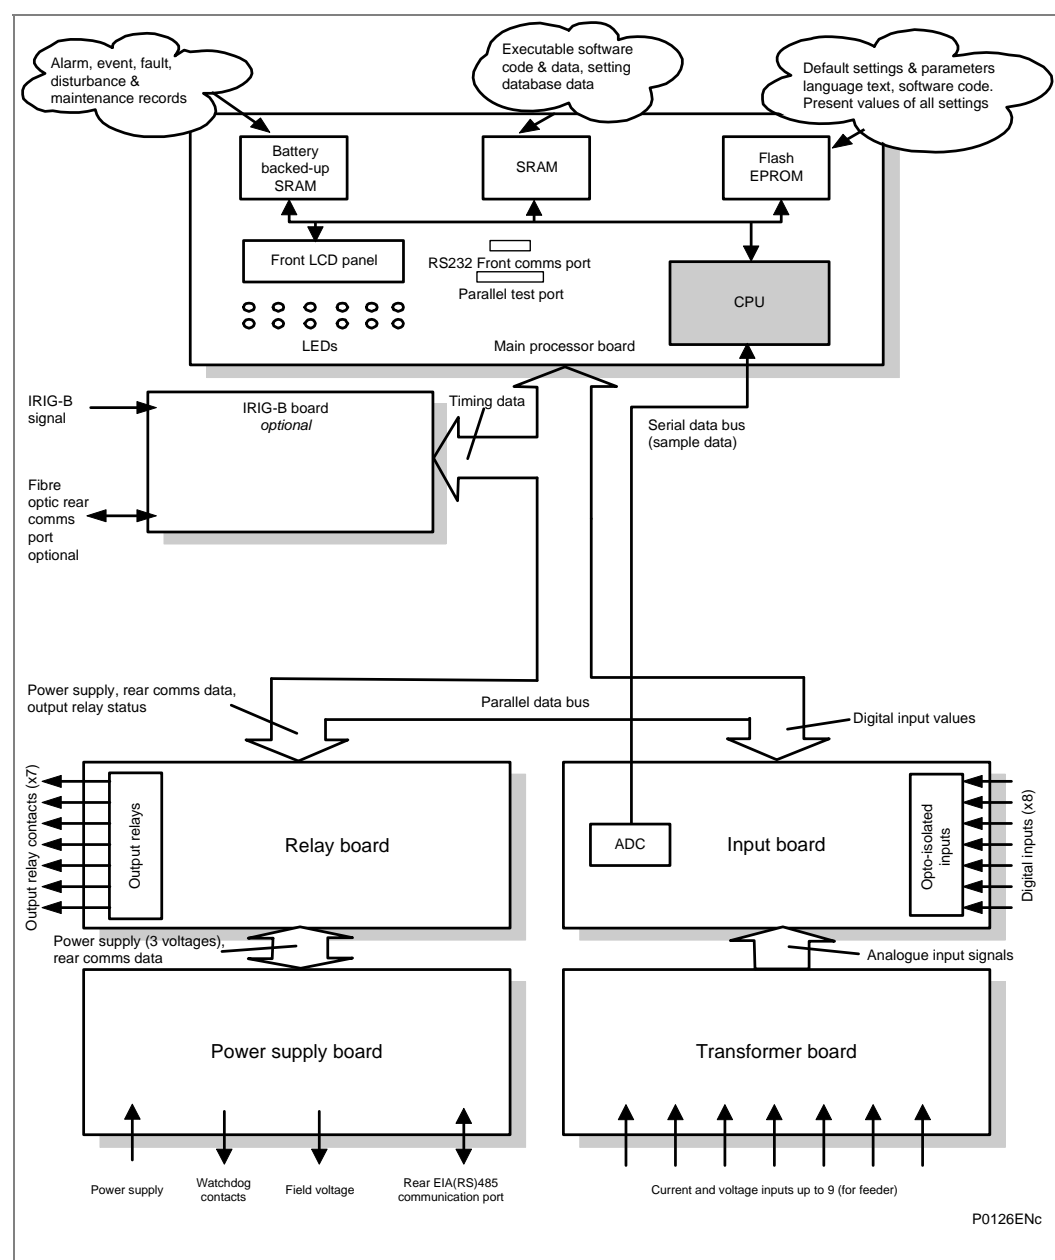 Alarm, event, fault,
disturbance &
maintenance records
Executable software
code & data, setting
database data
Default settings & parameters
language text, software code.
Present values of all settings
Battery
backed-up
SRAM
SRAM
Flash
EPROM
Front LCD panel
RS232 Front comms port
Parallel test port
CPU
LEDs
Main processor board
IRIG-B
signal
IRIG-B board
optional
Timing data
Serial data bus
(sample data)
Fibre
optic rear
comms
port
optional
Power supply, rear comms data,
output relay status
Parallel data bus
Digital input values
Output relay contacts (x7)
Output relays
Relay board
ADC
Input board
Opto-isolated
inputs
Digital inputs (x8)
Power supply (3 voltages),
rear comms data
Analogue input signals
Power supply board
Transformer board
Power supply
Watchdog
contacts
Field voltage
Rear EIA(RS)485
communication port
Current and voltage inputs up to 9 (for feeder)
P0126ENc